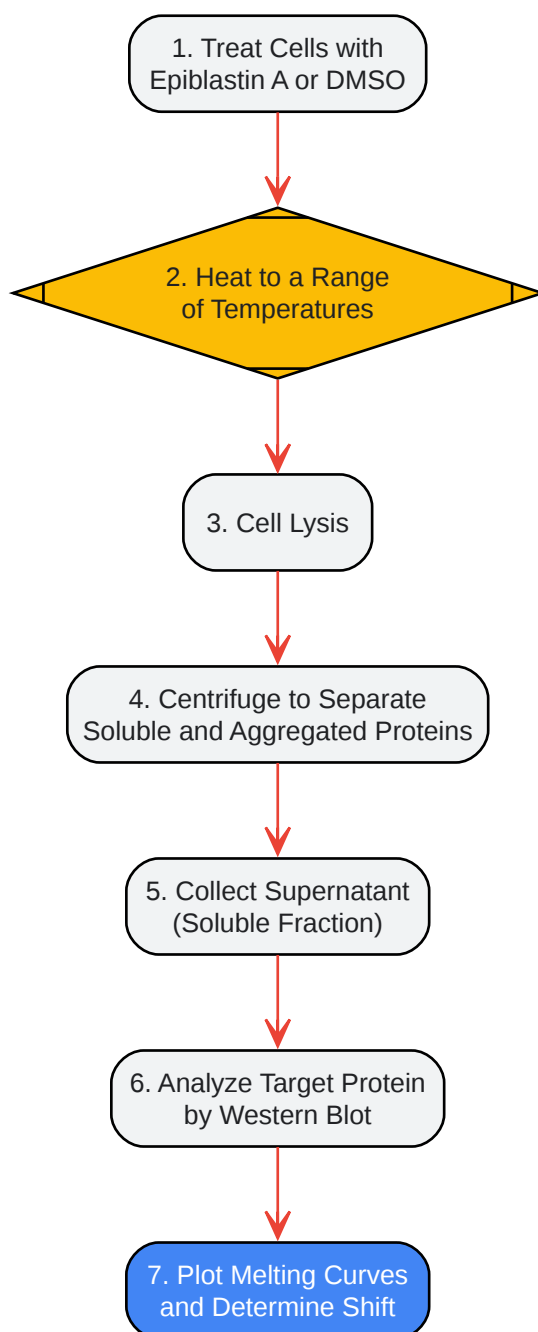 1. Treat Cells with
Epiblastin A or DMSO
2. Heat to a Range
of Temperatures
3. Cell Lysis
4. Centrifuge to Separate
Soluble and Aggregated Proteins
5. Collect Supernatant
(Soluble Fraction)
6. Analyze Target Protein
by Western Blot
7. Plot Melting Curves
and Determine Shift